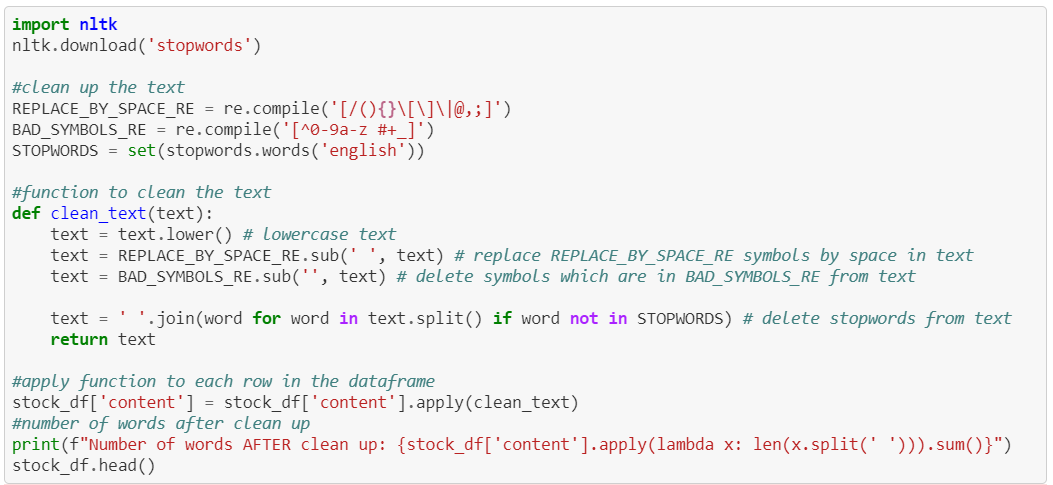 import nltk
nltk.download('stopwords')

#clean up the text
REPLACE_BY_SPACE_RE = re.compile('[/(){}\[\]\|@,;]')
BAD_SYMBOLS_RE = re.compile('[^0-9a-z #+_]')
STOPWORDS = set(stopwords.words('english'))

#function to clean the text
def clean_text(text):
    text = text.lower() # lowercase text
    text = REPLACE_BY_SPACE_RE.sub(' ', text) # replace REPLACE_BY_SPACE_RE symbols by space in text
    text = BAD_SYMBOLS_RE.sub('', text) # delete symbols which are in BAD_SYMBOLS_RE from text

    text = ' '.join(word for word in text.split() if word not in STOPWORDS) # delete stopwords from text
    return text

#apply function to each row in the dataframe
stock_df['content'] = stock_df['content'].apply(clean_text)
#number of words after clean up
print(f"Number of words AFTER clean up: {stock_df['content'].apply(lambda x: len(x.split(' '))).sum()}")
stock_df.head()